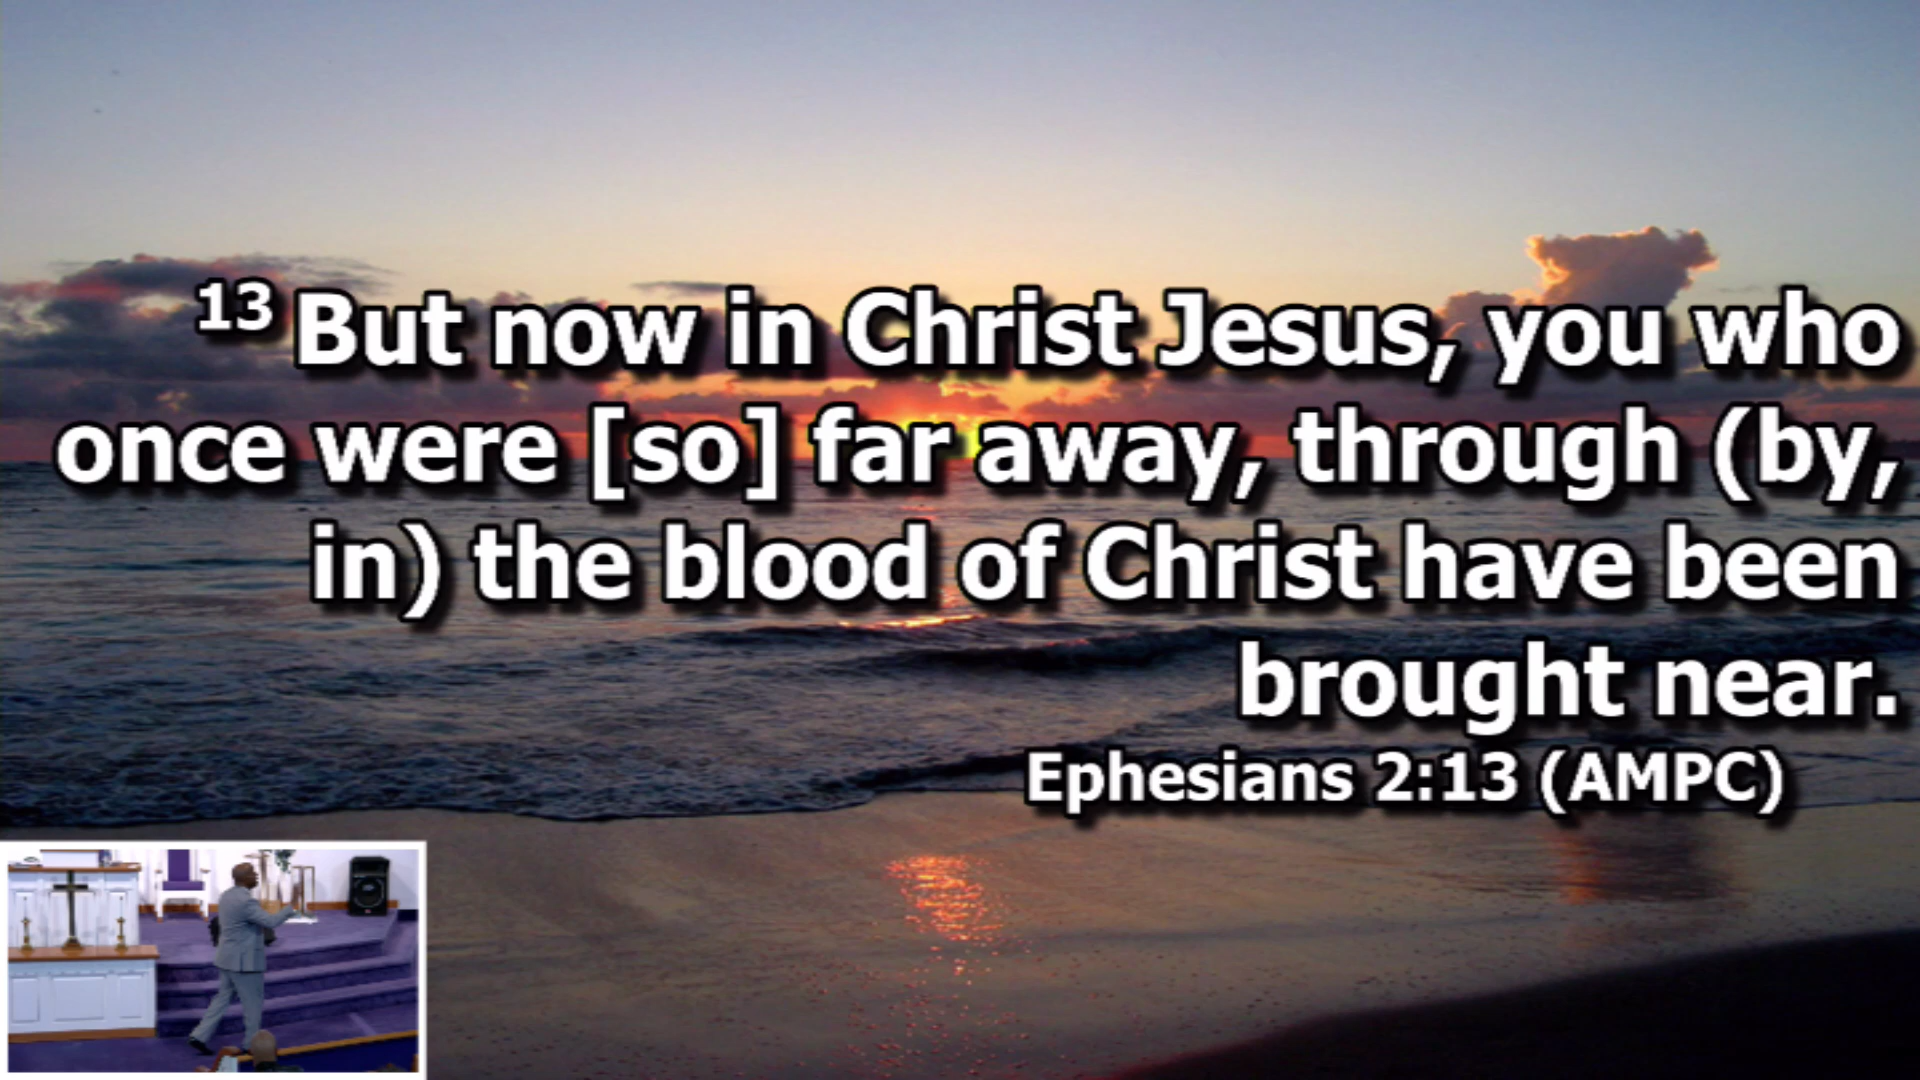 13 But now in Christ Jesus, you who
once were [so] far away, through (by,
in) the blood of Christ have been
brought near.
Ephesians 2:13 (AMPC)